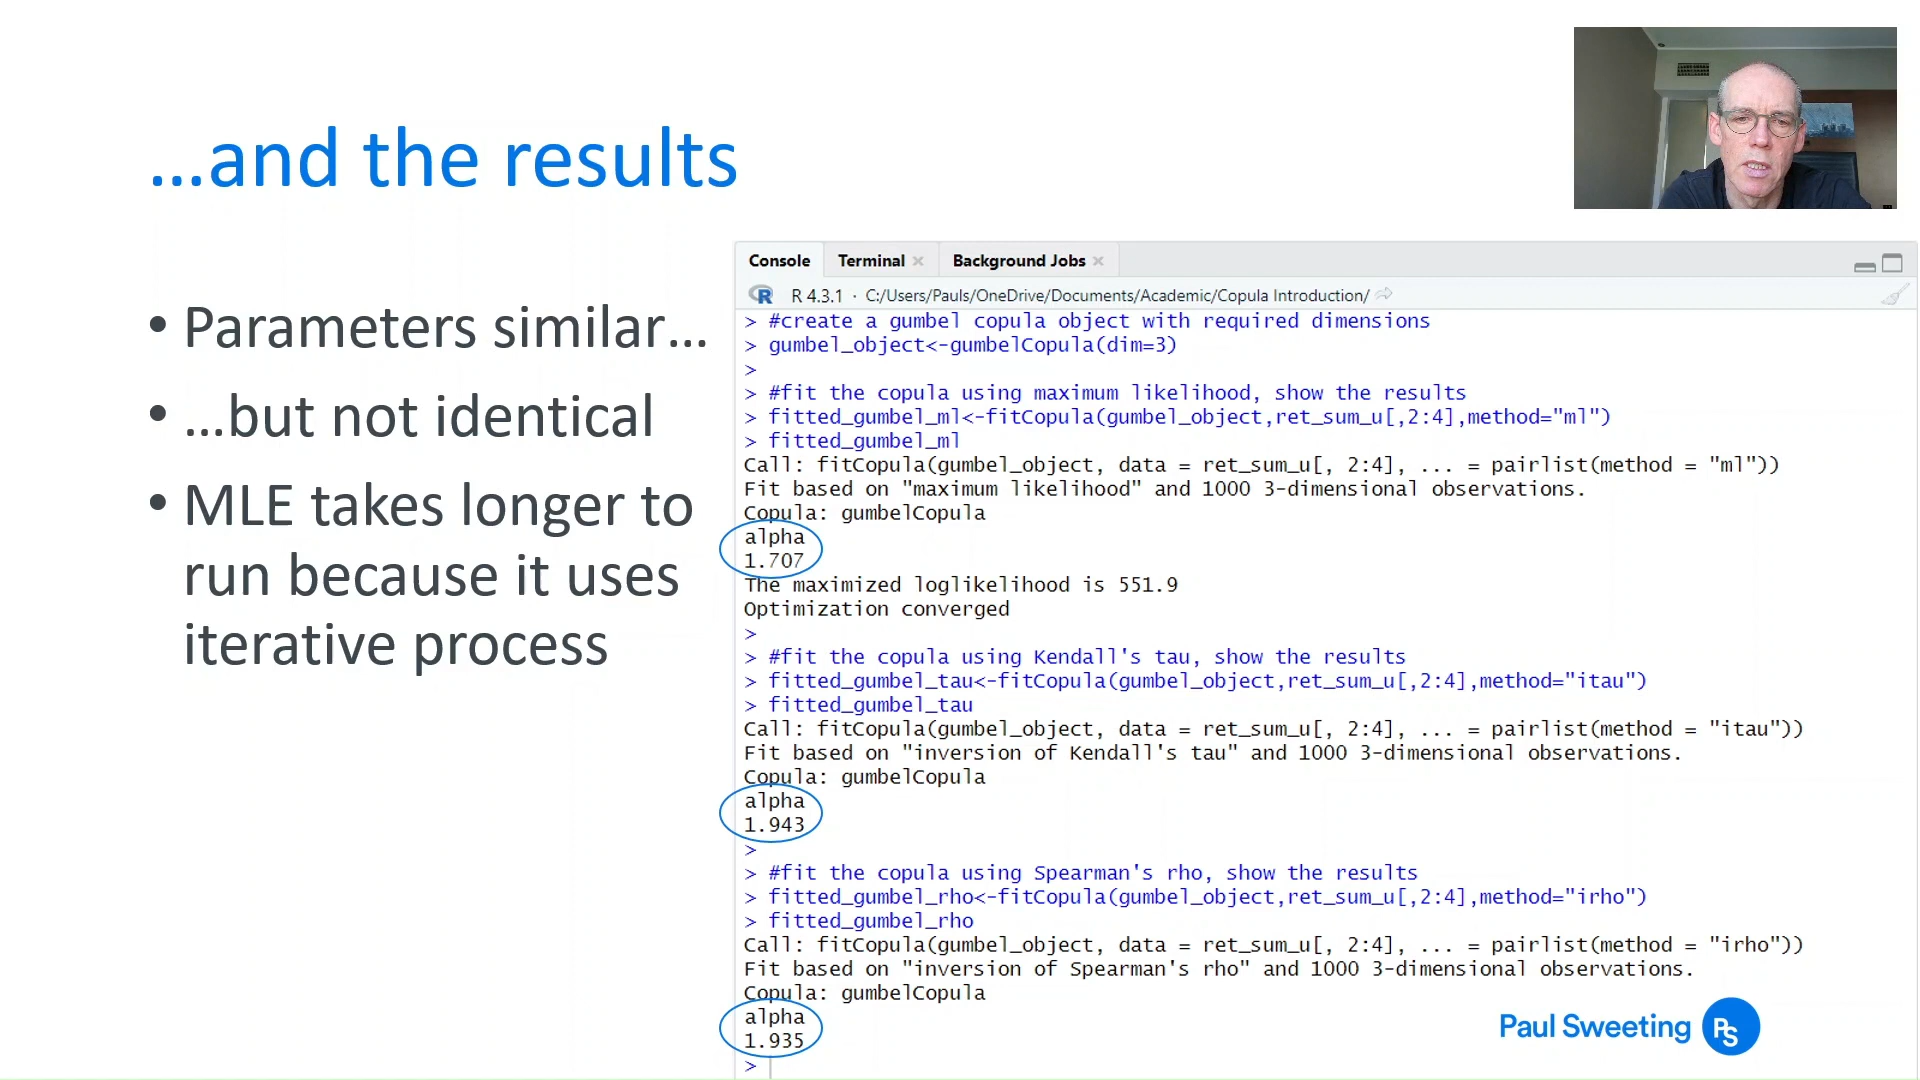 ...and the results
• Parameters similar...
• ...but not identical
• MLE takes longer to
run because it uses
iterative process
Console Terminal Background Jobs
R 4.3.1 · C:/Users/Pauls/OneDrive/Documents/Academic/Copula Introduction/
> #create a gumbel copula object with required dimensions
> gumbel_object<-gumbelCopula(dim=3)
>
> #fit the copula using maximum likelihood, show the results
> fitted_gumbel_ml<-fitCopula(gumbel_object,ret_sum_u[,2:4],method="ml")
> fitted_gumbel_ml
Call: fitCopula(gumbel_object, data = ret_sum_u[, 2:4], ... = pairlist(method = "ml"))
Fit based on "maximum likelihood" and 1000 3-dimensional observations.
Copula: gumbelCopula
alpha
1.707
The maximized loglikelihood is 551.9
Optimization converged
>
> #fit the copula using Kendall's tau, show the results
> fitted_gumbel_tau<-fitCopula(gumbel_object,ret_sum_u[,2:4],method="itau")
> fitted_gumbel_tau
Call: fitCopula(gumbel_object, data = ret_sum_u[, 2:4], ... = pairlist(method = "itau"))
Fit based on "inversion of Kendall's tau" and 1000 3-dimensional observations.
Copula: gumbelCopula
alpha
1.943
>
> #fit the copula using Spearman's rho, show the results
> fitted_gumbel_rho<-fitCopula(gumbel_object,ret_sum_u[,2:4],method="irho")
> fitted_gumbel_rho
Call: fitCopula(gumbel_object, data = ret_sum_u[, 2:4], ... = pairlist(method = "irho"))
Fit based on "inversion of Spearman's rho" and 1000 3-dimensional observations.
Copula: gumbelCopula
alpha
1.935
>
Paul Sweeting PS